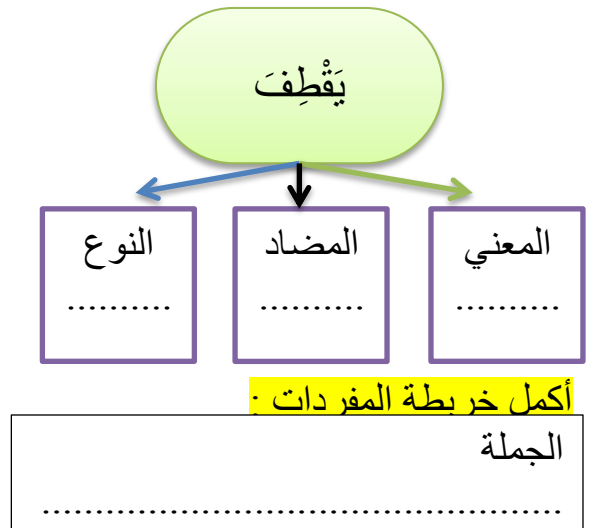 يَقْطِفَ
المعني
..........
المضاد
..........
النوع
..........
أكمل خريطة المفردات :
الجملة
..................................................